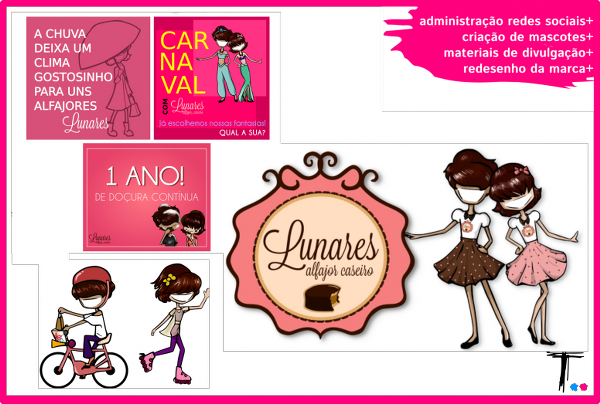 administração redes sociais+
criação de mascotes+
materiais de divulgação+
redesenho da marca+
A CHUVA
DEIXA UM
CLIMA
GOSTOSINHO
PARA UNS
ALFAJORES
Lunares
CAR
NA
VAL
COM Lunares
Já escolhemos nossas fantasias!
QUAL A SUA?
1 ANO!
DE DOÇURA CONTÍNUA
Lunares
Lunares
alfajor caseiro
T